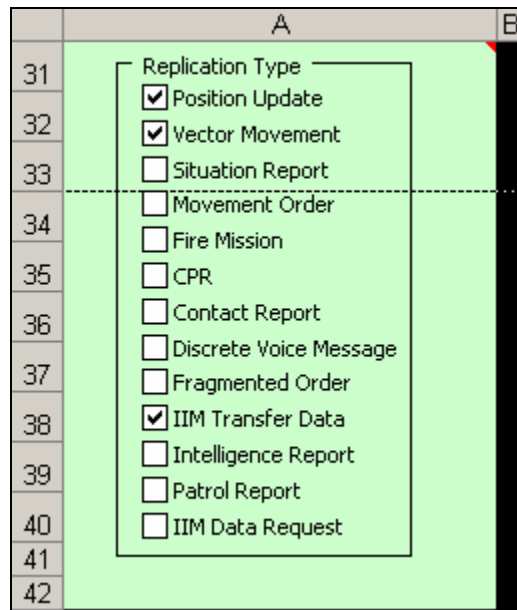 A B
31 Replication Type
Position Update
32 Vector Movement
33 Situation Report
34 Movement Order
Fire Mission
35 CPR
36 Contact Report
Discrete Voice Message
37 Fragmented Order
38 IIM Transfer Data
39 Intelligence Report
Patrol Report
40 IIM Data Request
41
42